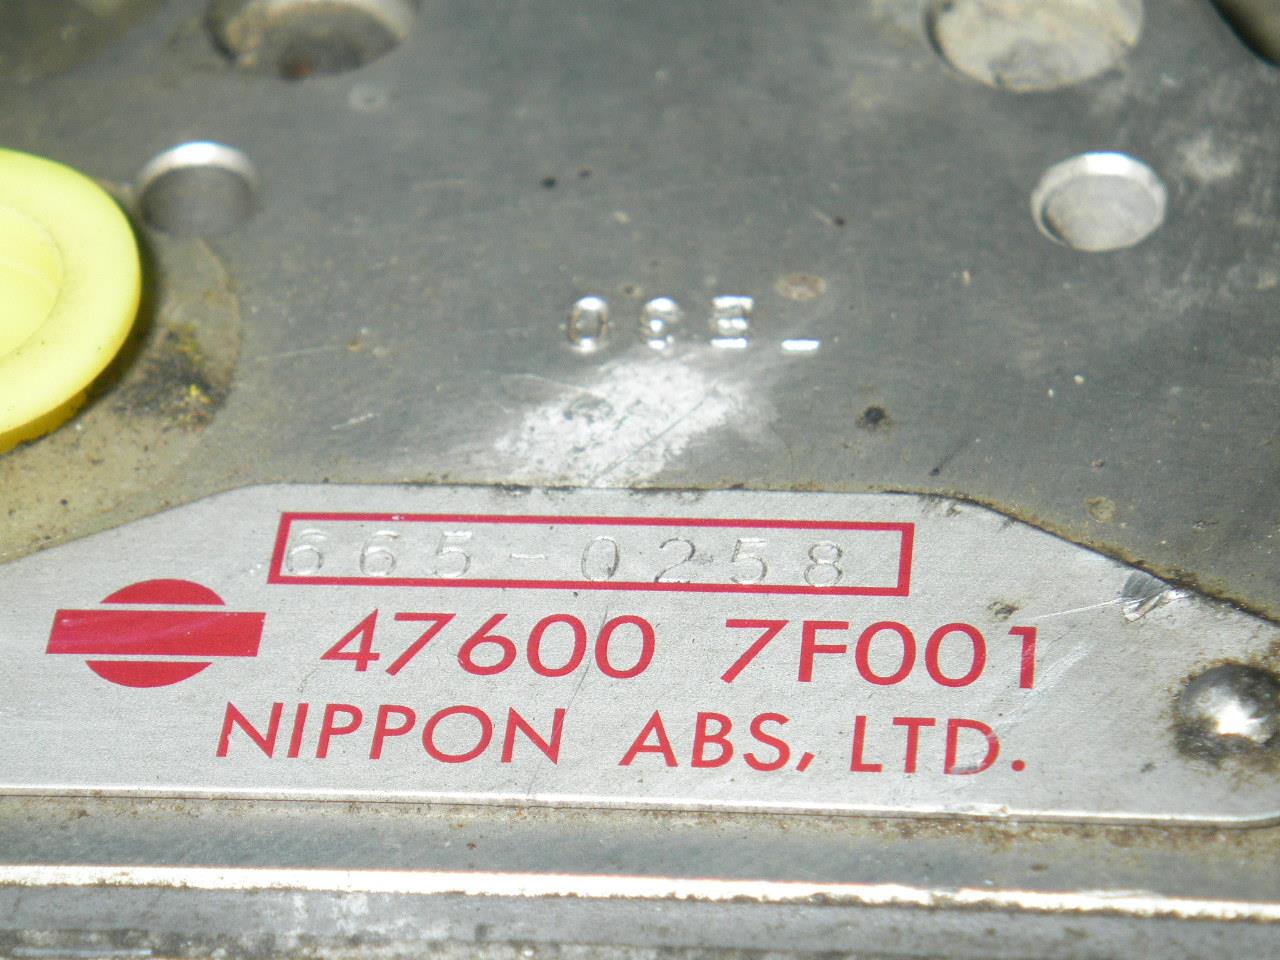 665-0258
47600 7F001
NIPPON ABS, LTD.